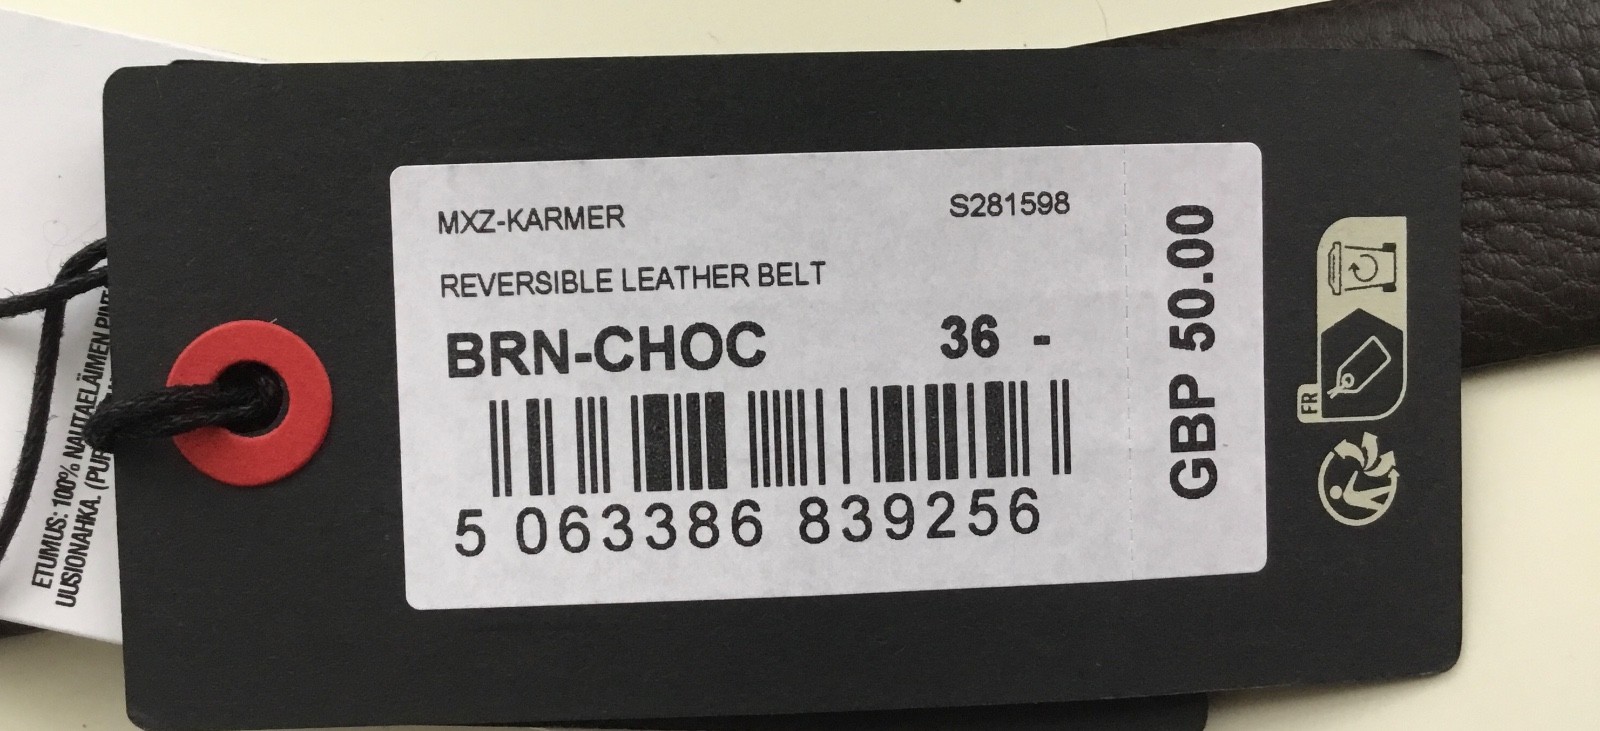 MXZ-KARMER S281598
REVERSIBLE LEATHER BELT
BRN-CHOC 36 -
5 063386 839256
GBP 50.00
FR
ETUMUS: 100% NAUTAELÄIMEN
UUSIONAHKA. (PUR